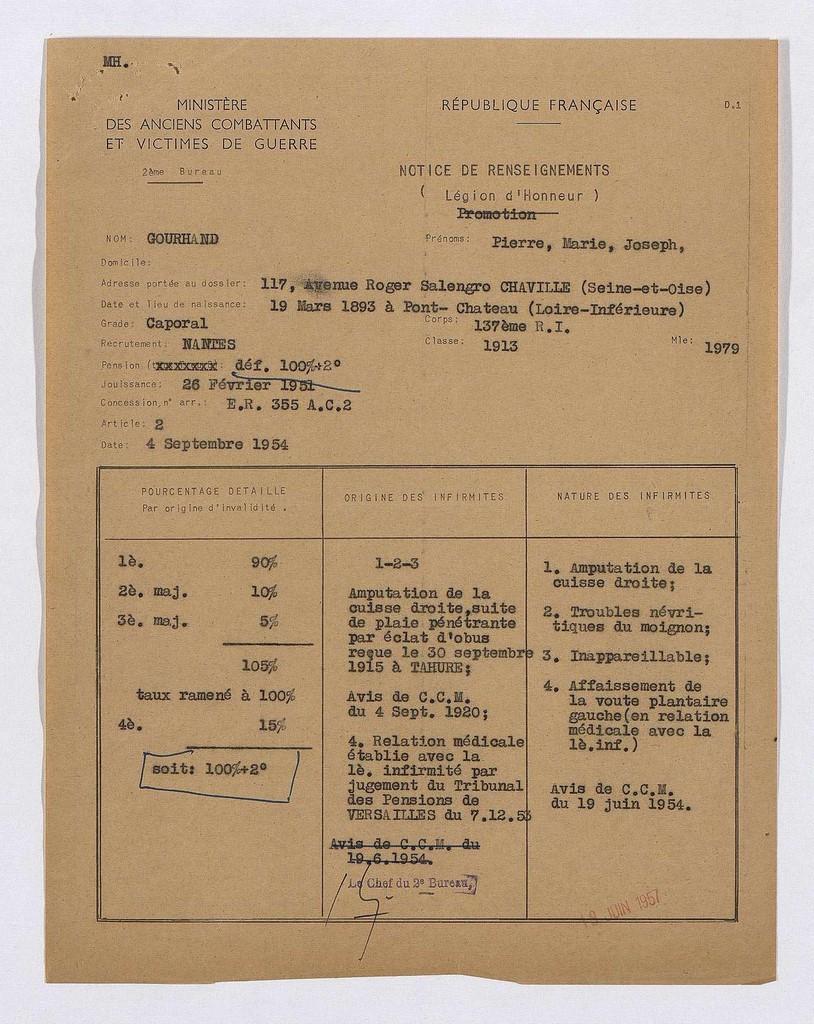 MH.
MINISTÈRE
DES ANCIENS COMBATTANTS
ET VICTIMES DE GUERRE
2ème Bureau
RÉPUBLIQUE FRANÇAISE
D.1
NOTICE DE RENSEIGNEMENTS
( Légion d'Honneur )
Promotion
NOM: GOURHAND
Prénoms: Pierre, Marie, Joseph,
Domicile:
Adresse portée au dossier: 117, Avenue Roger Salengro CHAVILLE (Seine-et-Oise)
Date et lieu de naissance: 19 Mars 1893 à Pont- Chateau (Loire-Inférieure)
Grade: Caporal
Corps: 137ème R.I.
Recrutement: NANTES
Classe: 1913
Mle: 1979
Pension (xxxxxxx: déf. 100%+2°
Jouissance: 26 Février 1951
Concession,n° arr.: E.R. 355 A.C.2
Article: 2
Date: 4 Septembre 1954
POURCENTAGE DETAILLE
Par origine d'invalidité .
1è. 90%
2è. maj. 10%
3è. maj. 5%
105%
taux ramené à 100%
4è. 15%
soit: 100%+2°
ORIGINE DES INFIRMITES
1-2-3
Amputation de la
cuisse droite,suite
de plaie pénétrante
par éclat d'obus
reçue le 30 septembre
1915 à TAHURE;
Avis de C.C.M.
du 4 Sept. 1920;
4. Relation médicale
établie avec la
1è. infirmité par
jugement du Tribunal
des Pensions de
VERSAILLES du 7.12.53
Avis de C.C.M. du
19.6.1954.
Le Chef du 2e Bureau,
NATURE DES INFIRMITES
1. Amputation de la
cuisse droite;
2. Troubles névri-
tiques du moignon;
3. Inappareillable;
4. Affaissement de
la voute plantaire
gauche(en relation
médicale avec la
1è.inf.)
Avis de C.C.M.
du 19 juin 1954.
19 JUIN 1957